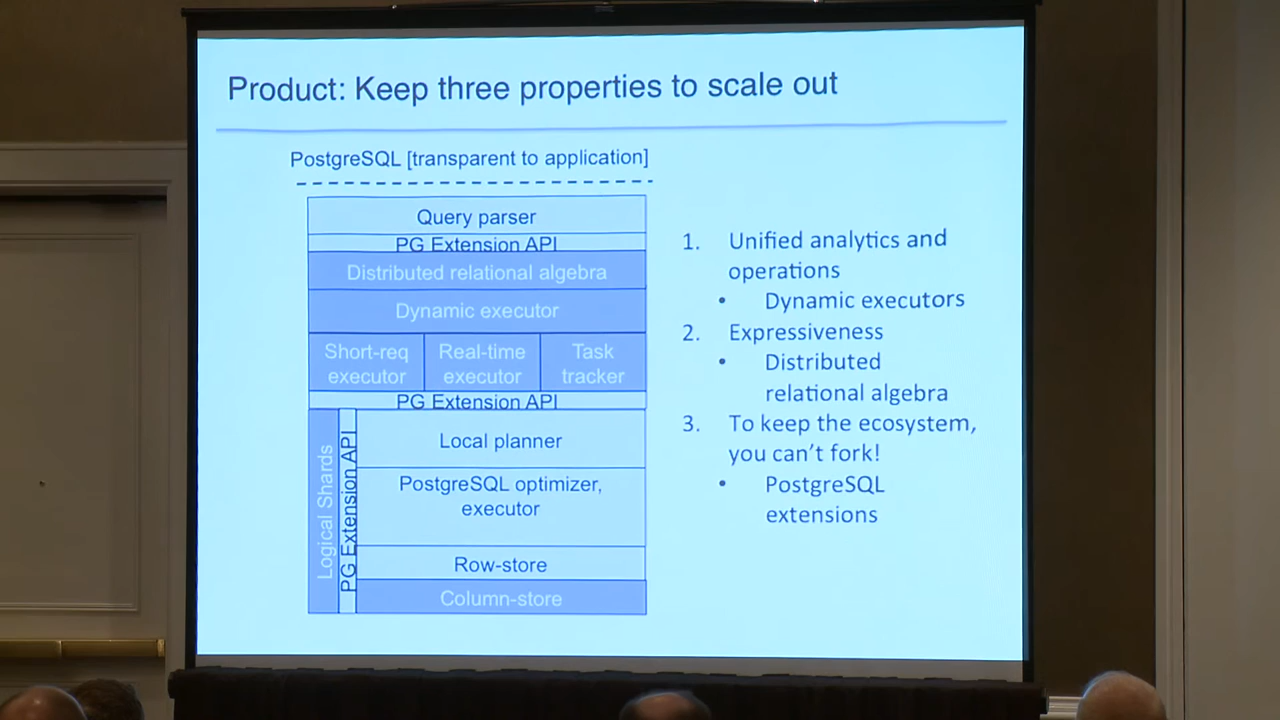 Product: Keep three properties to scale out
PostgreSQL [transparent to application]
Query parser
PG Extension API
Distributed relational algebra
Dynamic executor
Short-req
executor
Real-time
executor
Task
tracker
PG Extension API
Logical Shards
PG Extension API
Local planner
PostgreSQL optimizer,
executor
Row-store
Column-store
1. Unified analytics and
operations
• Dynamic executors
2. Expressiveness
• Distributed
relational algebra
3. To keep the ecosystem,
you can't fork!
• PostgreSQL
extensions